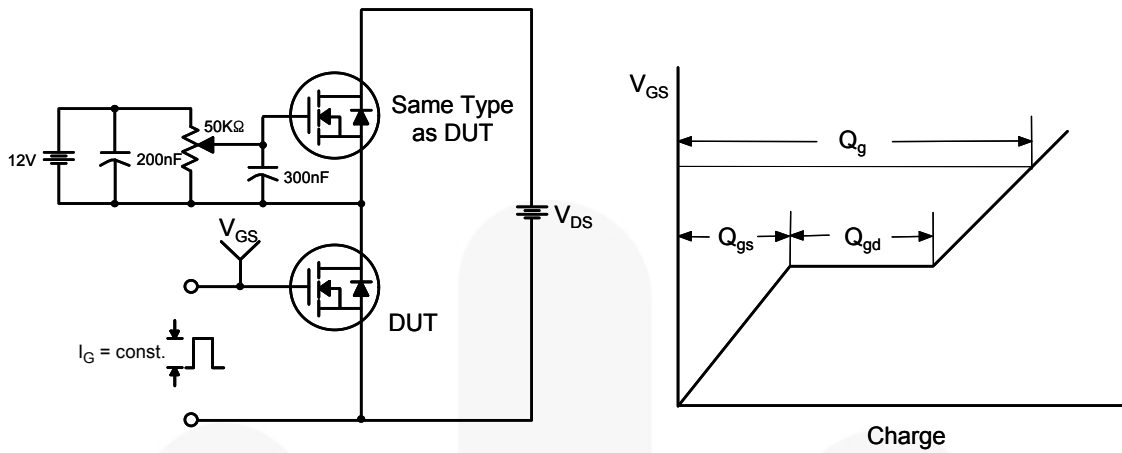 12V
200nF
50KΩ
300nF
Same Type
as DUT
V_GS
DUT
I_G = const.
V_DS
V_GS
Q_g
Q_gs
Q_gd
Charge